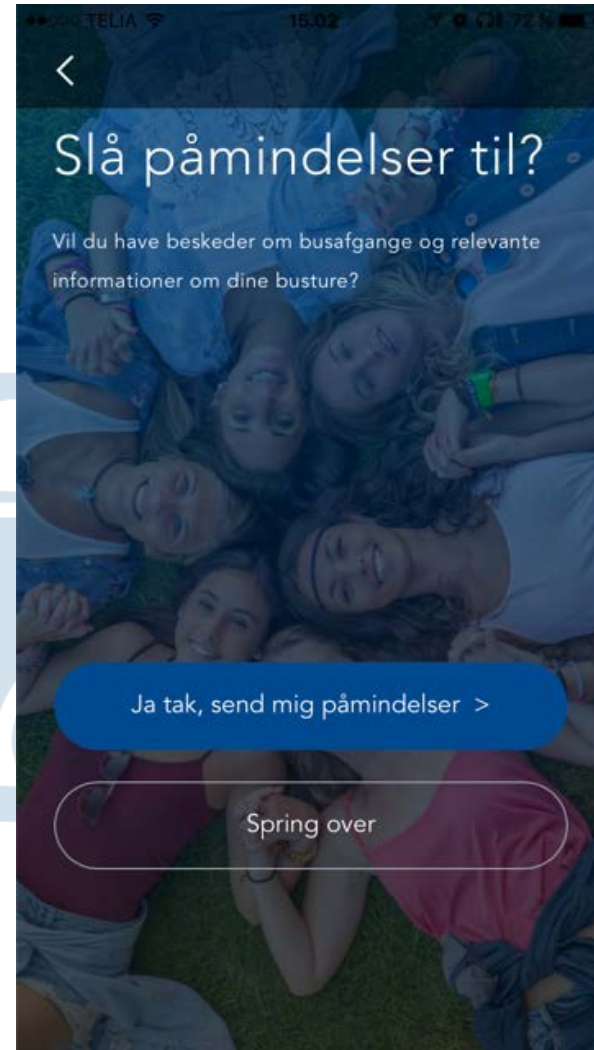 TELIA 15.02 72 %
Slå påmindelser til?
Vil du have beskeder om busafgange og relevante
informationer om dine busture?
Ja tak, send mig påmindelser >
Spring over